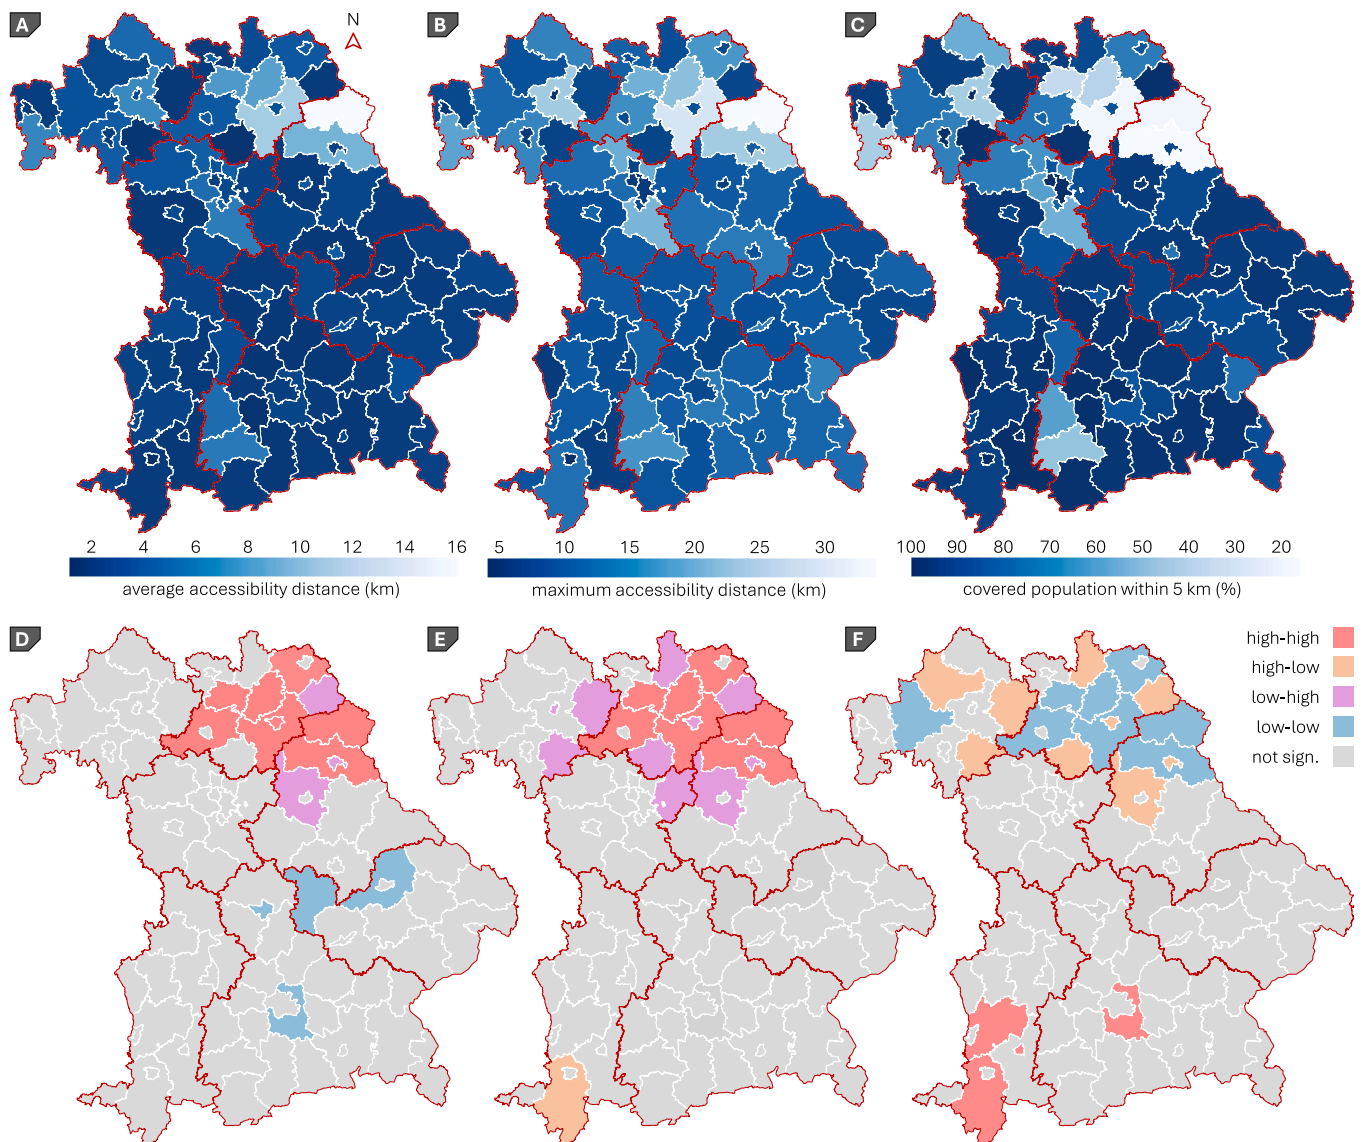 A
N
B
C
2 4 6 8 10 12 14 16
average accessibility distance (km)
5 10 15 20 25 30
maximum accessibility distance (km)
100 90 80 70 60 50 40 30 20
covered population within 5 km (%)
D
E
F
high-high
high-low
low-high
low-low
not sign.